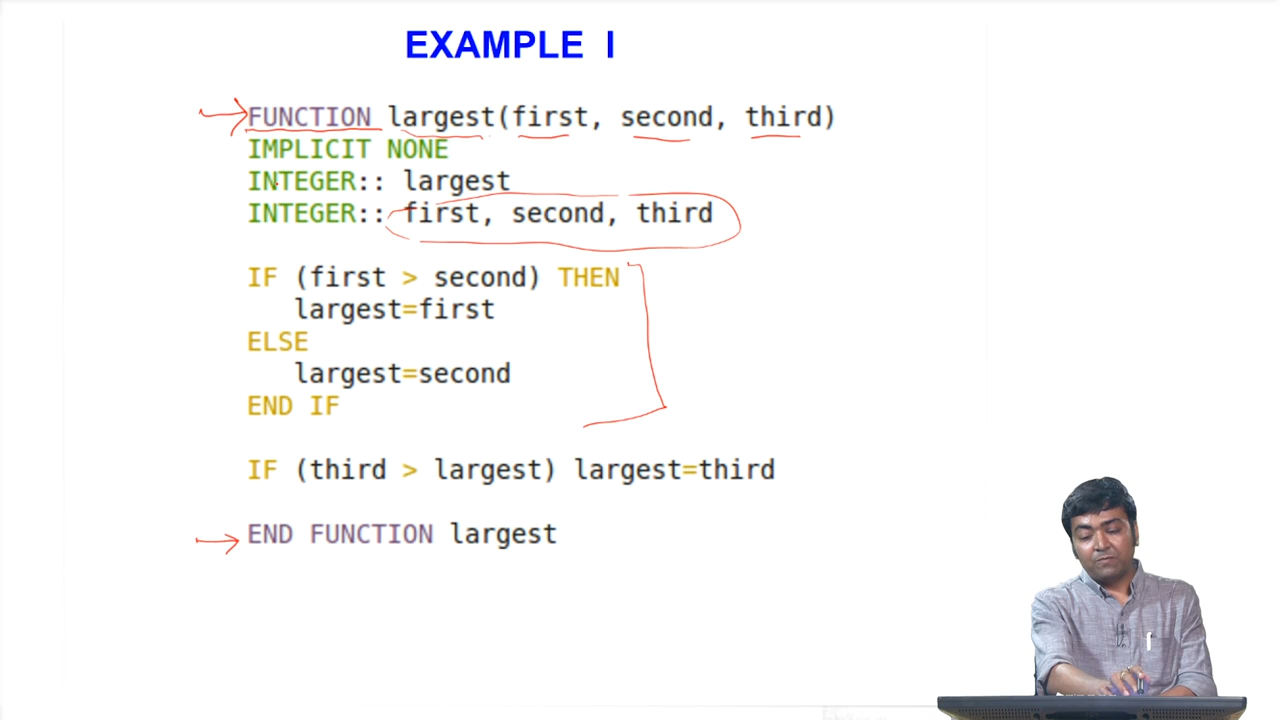 EXAMPLE I
FUNCTION largest(first, second, third)
IMPLICIT NONE
INTEGER:: largest
INTEGER:: first, second, third
IF (first > second) THEN
largest=first
ELSE
largest=second
END IF
IF (third > largest) largest=third
END FUNCTION largest